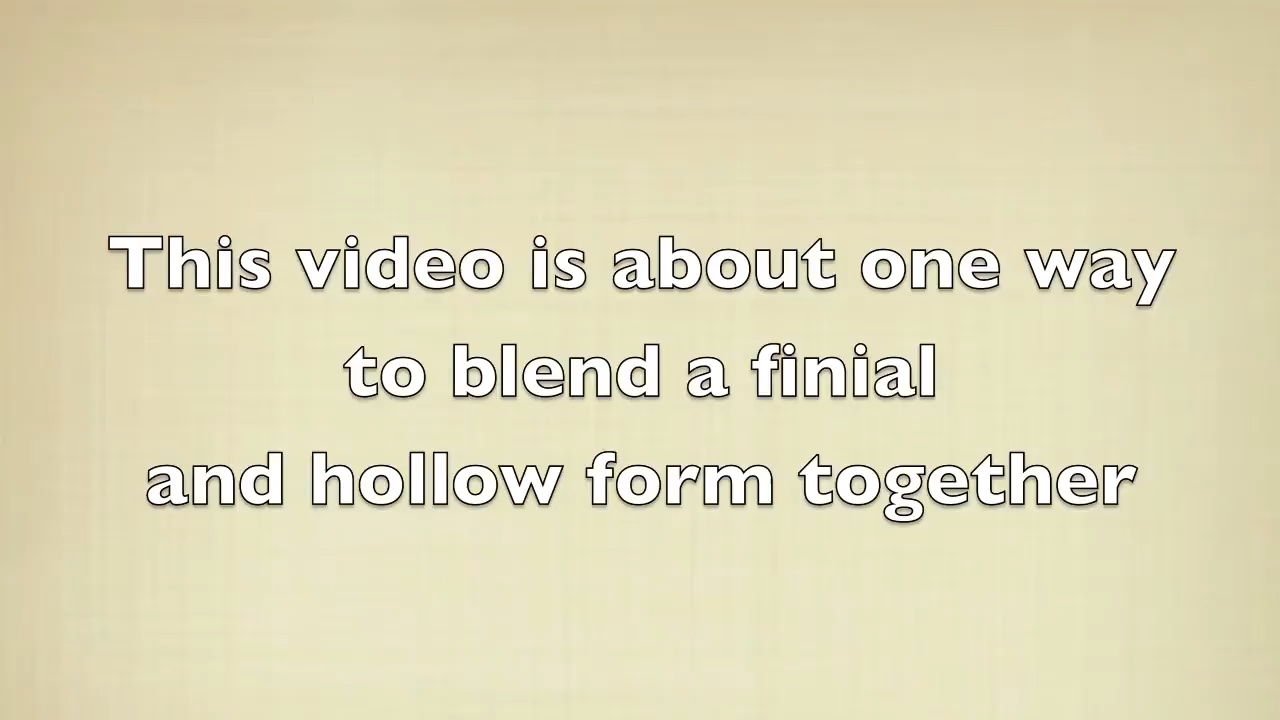 This video is about one way
to blend a finial
and hollow form together